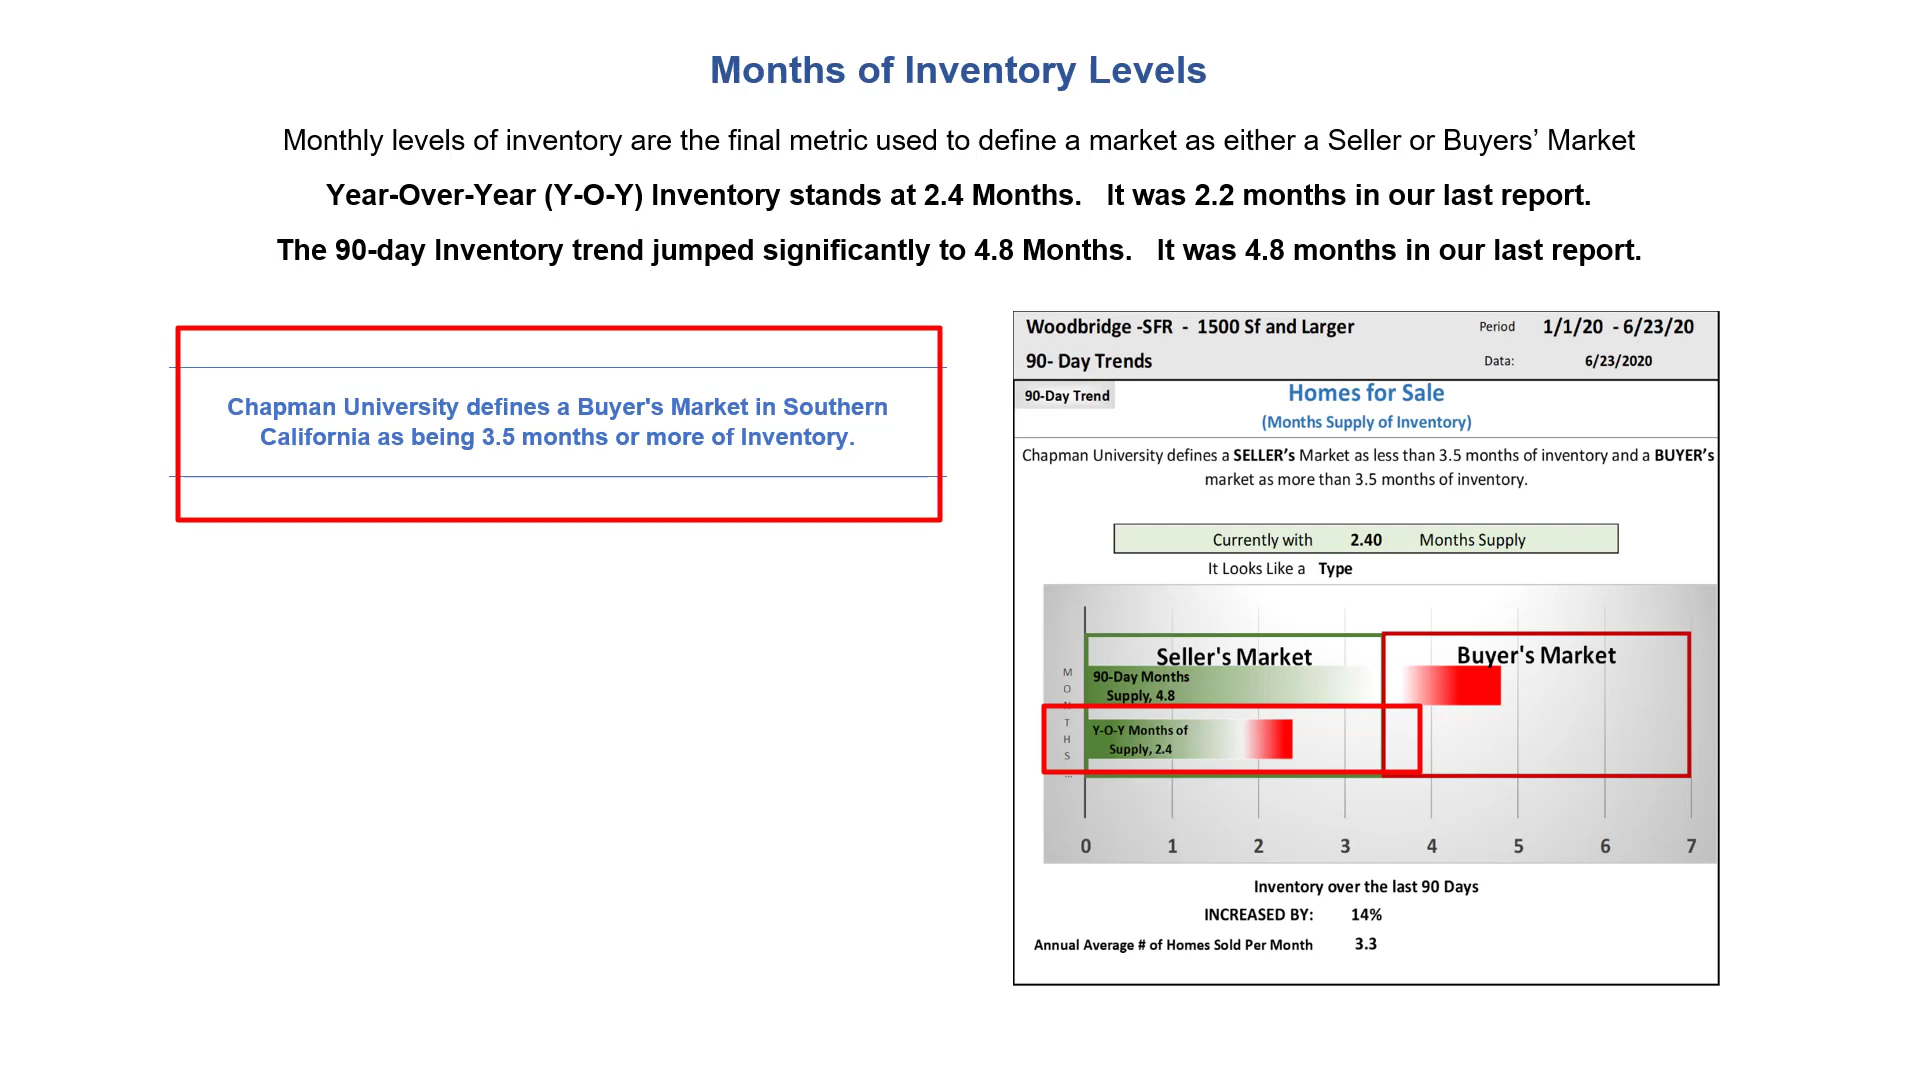 Months of Inventory Levels
Monthly levels of inventory are the final metric used to define a market as either a Seller or Buyers’ Market
Year-Over-Year (Y-O-Y) Inventory stands at 2.4 Months.   It was 2.2 months in our last report.
The 90-day Inventory trend jumped significantly to 4.8 Months.   It was 4.8 months in our last report.
Chapman University defines a Buyer's Market in Southern
California as being 3.5 months or more of Inventory.
Woodbridge -SFR - 1500 Sf and Larger
Period 1/1/20 - 6/23/20
90- Day Trends
Data: 6/23/2020
90-Day Trend
Homes for Sale
(Months Supply of Inventory)
Chapman University defines a SELLER’s Market as less than 3.5 months of inventory and a BUYER’s
market as more than 3.5 months of inventory.
Currently with 2.40 Months Supply
It Looks Like a Type
Seller's Market
Buyer's Market
90-Day Months
Supply, 4.8
Y-O-Y Months of
Supply, 2.4
MONTHS...
0 1 2 3 4 5 6 7
Inventory over the last 90 Days
INCREASED BY: 14%
Annual Average # of Homes Sold Per Month 3.3